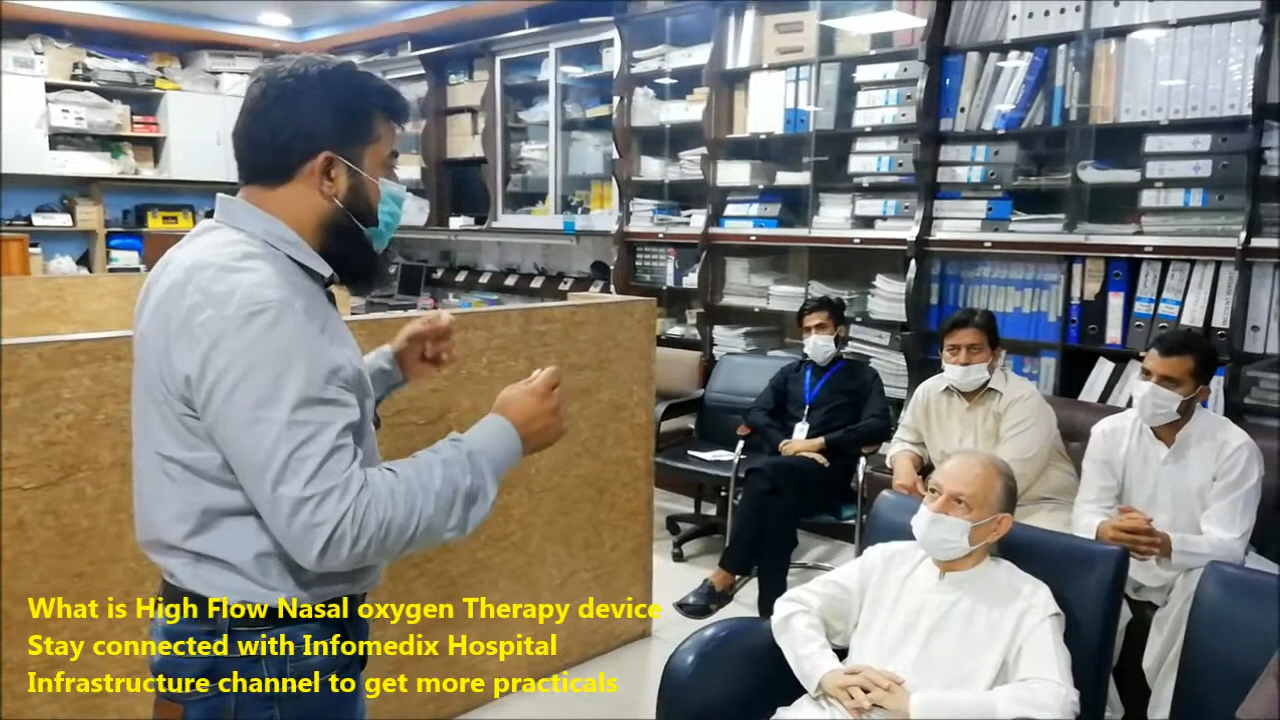 What is High Flow Nasal oxygen Therapy device
Stay connected with Infomedix Hospital
Infrastructure channel to get more practicals